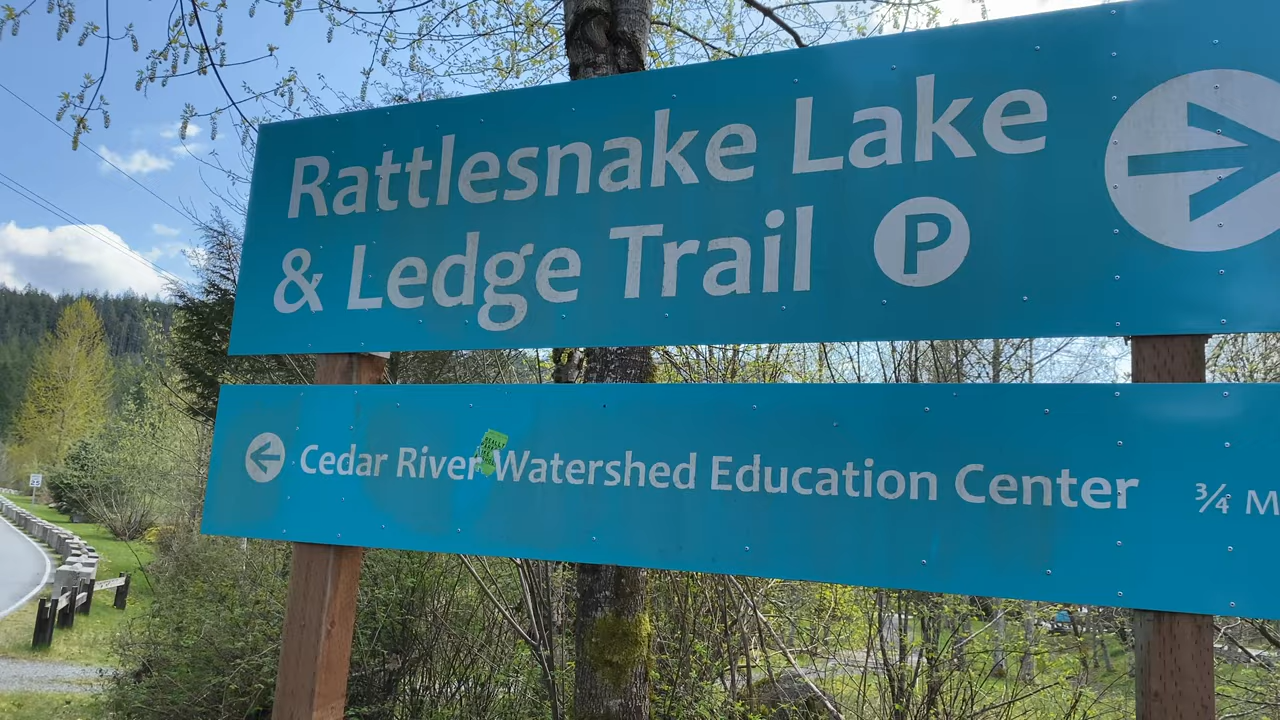 Rattlesnake Lake
& Ledge Trail P
Cedar River Watershed Education Center ¾ M